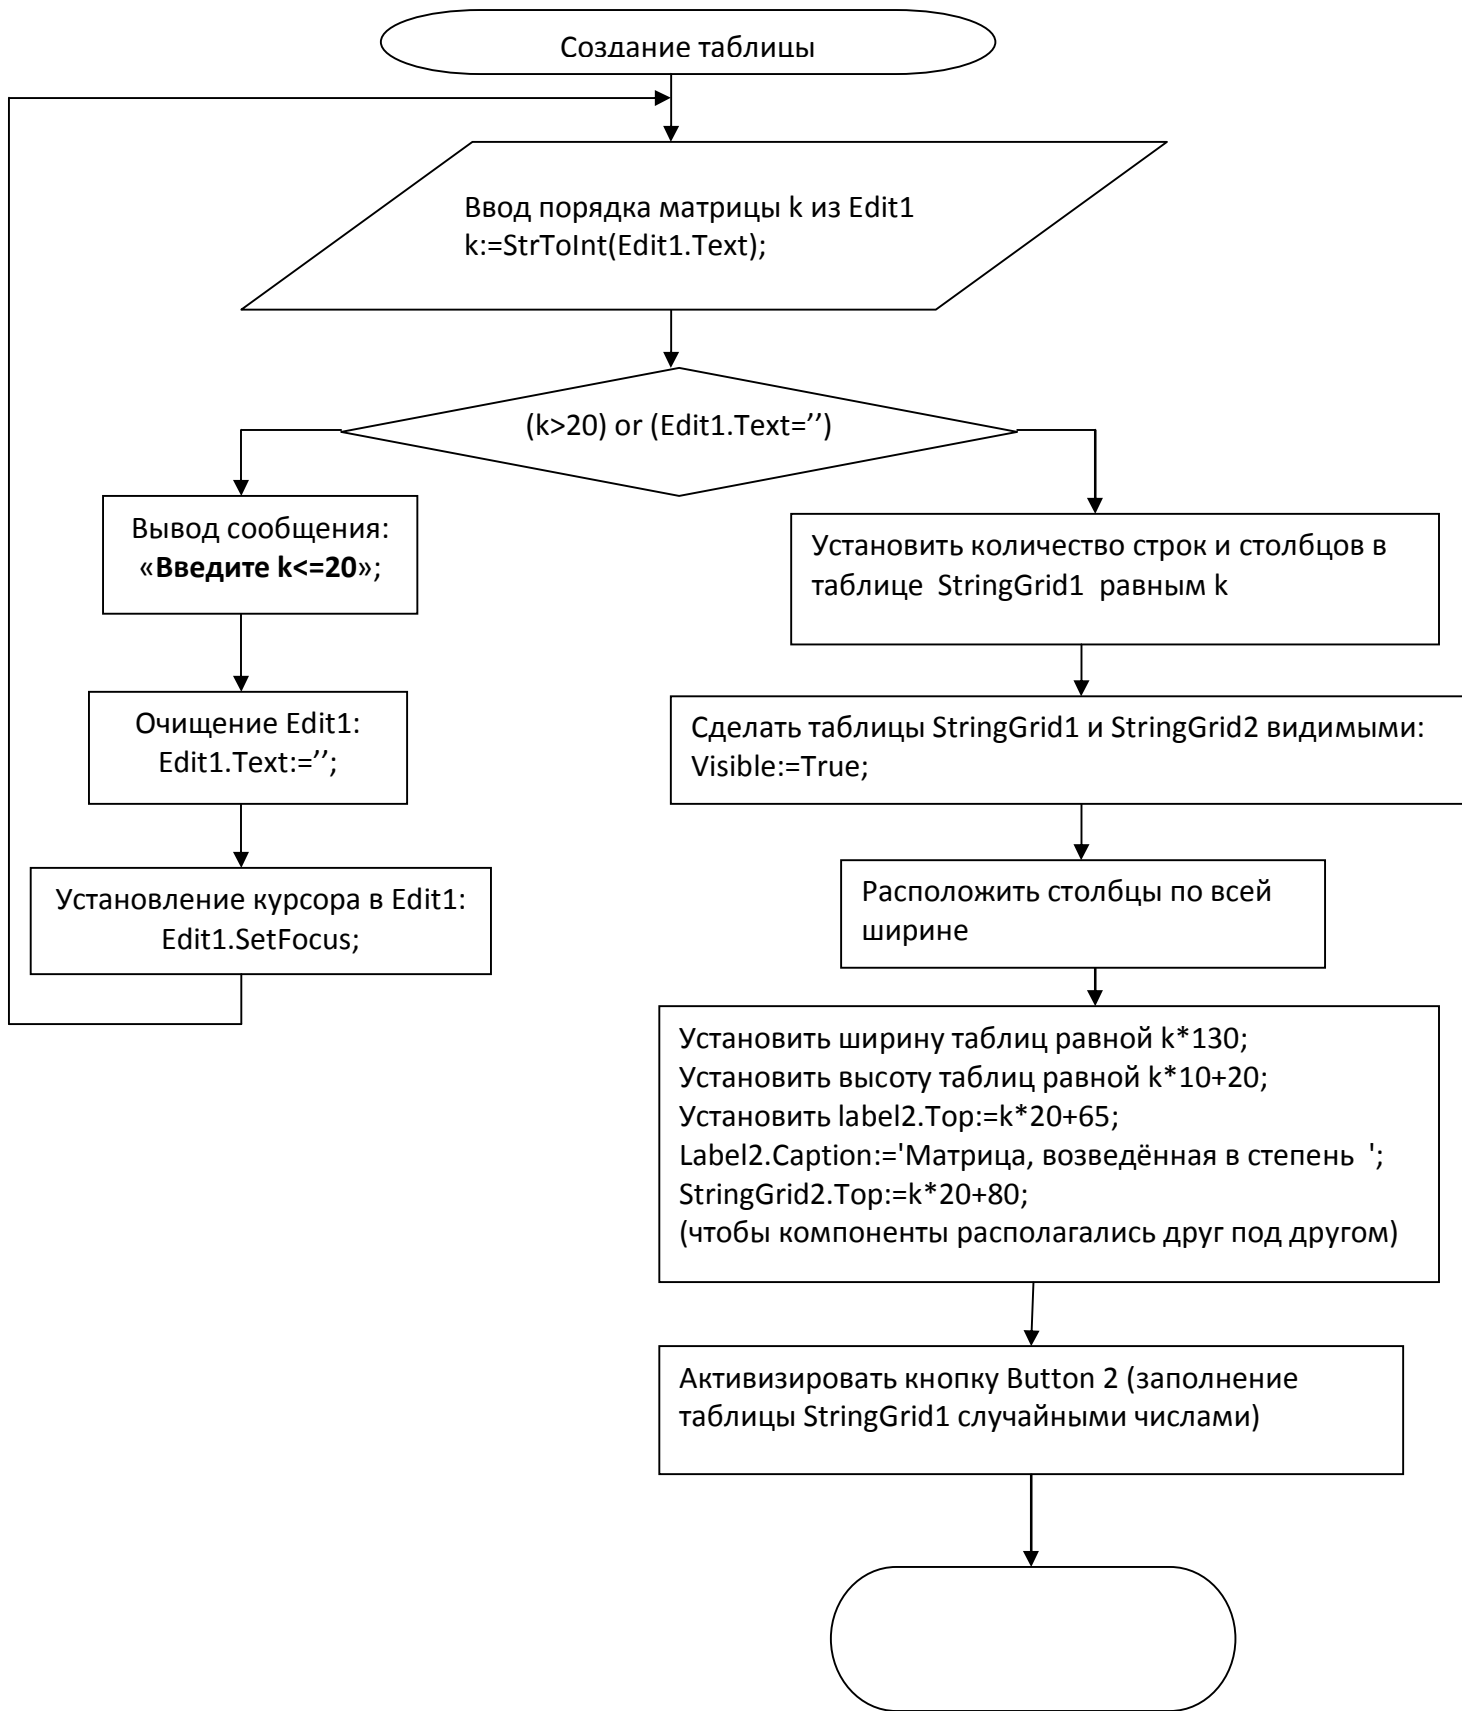 Создание таблицы
Ввод порядка матрицы k из Edit1
k:=StrToInt(Edit1.Text);
(k>20) or (Edit1.Text=’’)
Вывод сообщения:
«Введите k<=20»;
Очищение Edit1:
Edit1.Text:=’’;
Установление курсора в Edit1:
Edit1.SetFocus;
Установить количество строк и столбцов в
таблице  StringGrid1  равным k
Сделать таблицы StringGrid1 и StringGrid2 видимыми:
Visible:=True;
Расположить столбцы по всей
ширине
Установить ширину таблиц равной k*130;
Установить высоту таблиц равной k*10+20;
Установить label2.Top:=k*20+65;
Label2.Caption:='Матрица, возведённая в степень  ';
StringGrid2.Top:=k*20+80;
(чтобы компоненты располагались друг под другом)
Активизировать кнопку Button 2 (заполнение
таблицы StringGrid1 случайными числами)